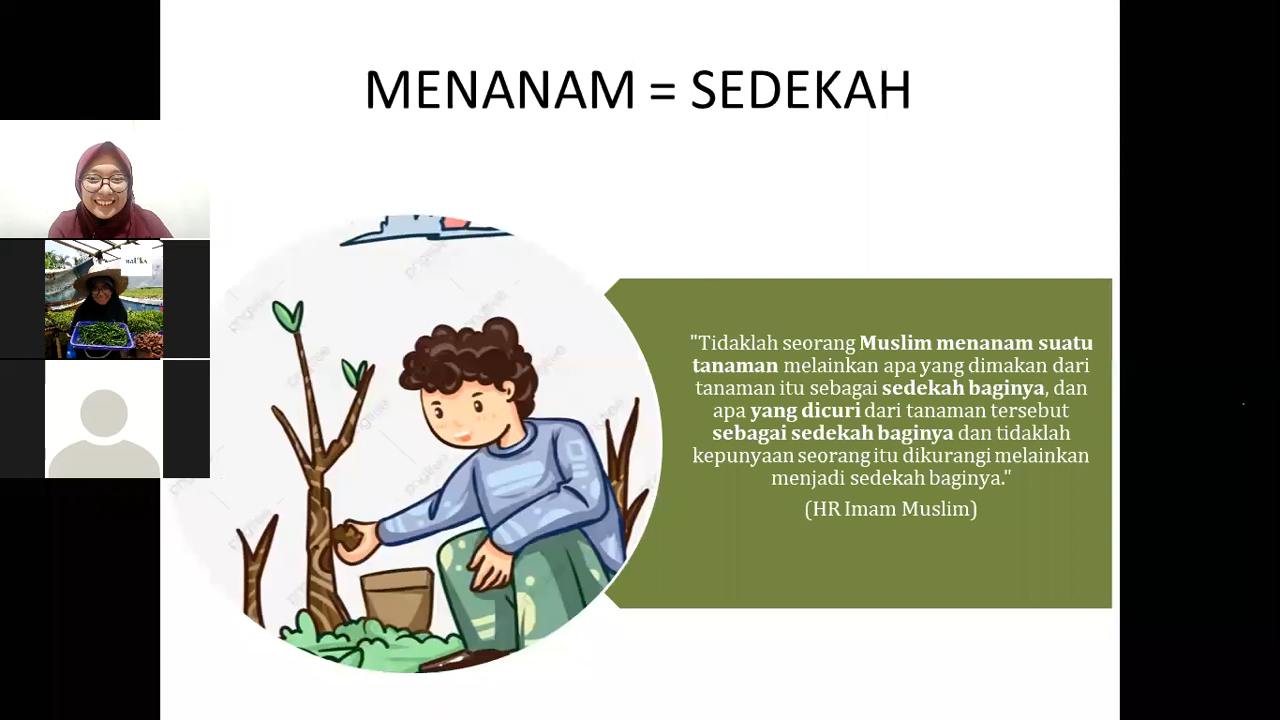 MENANAM = SEDEKAH
"Tidaklah seorang Muslim menanam suatu
tanaman melainkan apa yang dimakan dari
tanaman itu sebagai sedekah baginya, dan
apa yang dicuri dari tanaman tersebut
sebagai sedekah baginya dan tidaklah
kepunyaan seorang itu dikurangi melainkan
menjadi sedekah baginya."
(HR Imam Muslim)